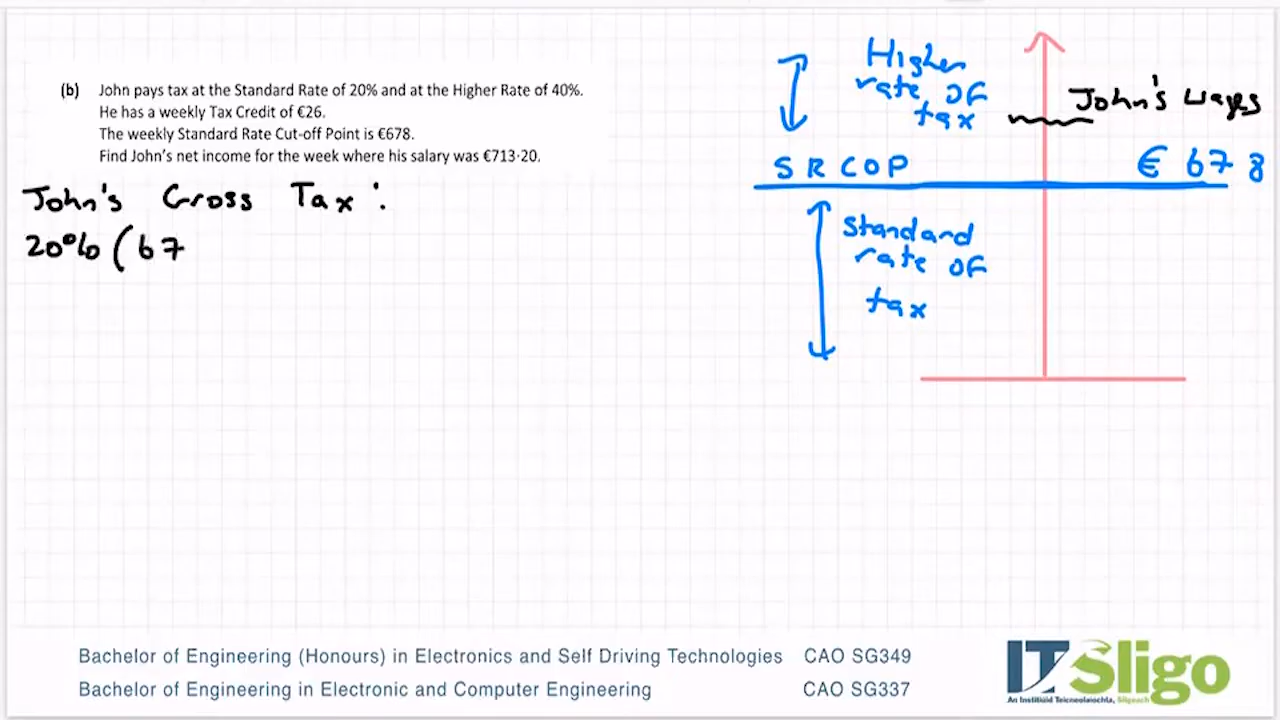 (b) John pays tax at the Standard Rate of 20% and at the Higher Rate of 40%.
He has a weekly Tax Credit of €26.
The weekly Standard Rate Cut-off Point is €678.
Find John's net income for the week where his salary was €713·20.
John's Gross Tax :
20% ( 67
Higher
rate of
tax
John's wages
SRCOP € 678
Standard
rate of
tax
Bachelor of Engineering (Honours) in Electronics and Self Driving Technologies CAO SG349
Bachelor of Engineering in Electronic and Computer Engineering CAO SG337
IT Sligo
An Institiúid Teicneolaíochta, Sligeach